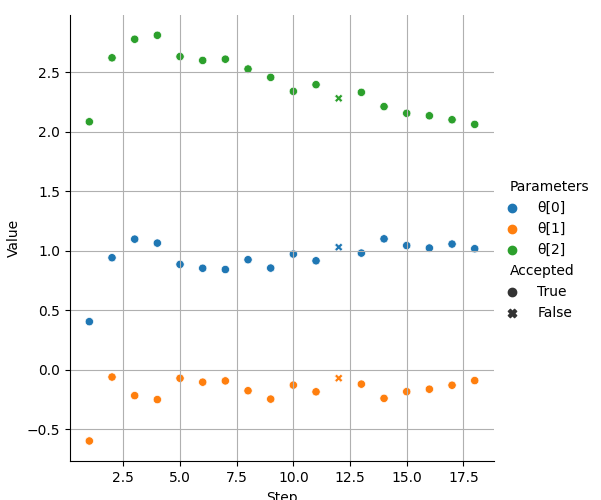 2.5
2.0
1.5
1.0
0.5
0.0
−0.5
Value
2.5
5.0
7.5
10.0
12.5
15.0
17.5
Step
Parameters
θ[0]
θ[1]
θ[2]
Accepted
True
False